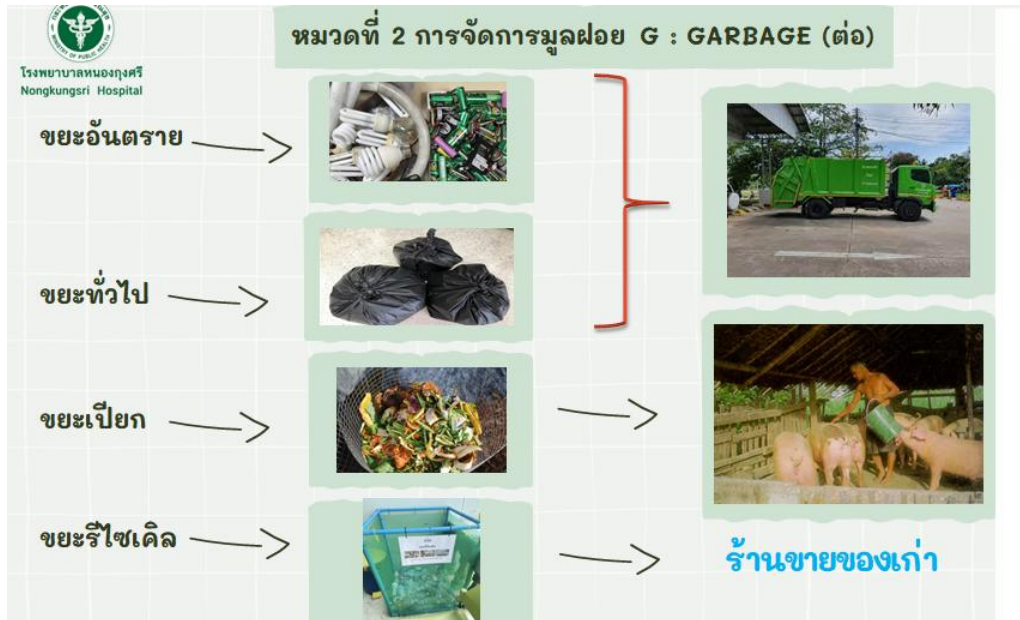 หมวดที่ 2 การจัดการมูลฝอย G : GARBAGE (ต่อ)
โรงพยาบาลหนองกุงศรี
Nongkungsri Hospital
ขยะอันตราย
ขยะทั่วไป
ขยะเปียก
ขยะรีไซเคิล
ร้านขายของเก่า